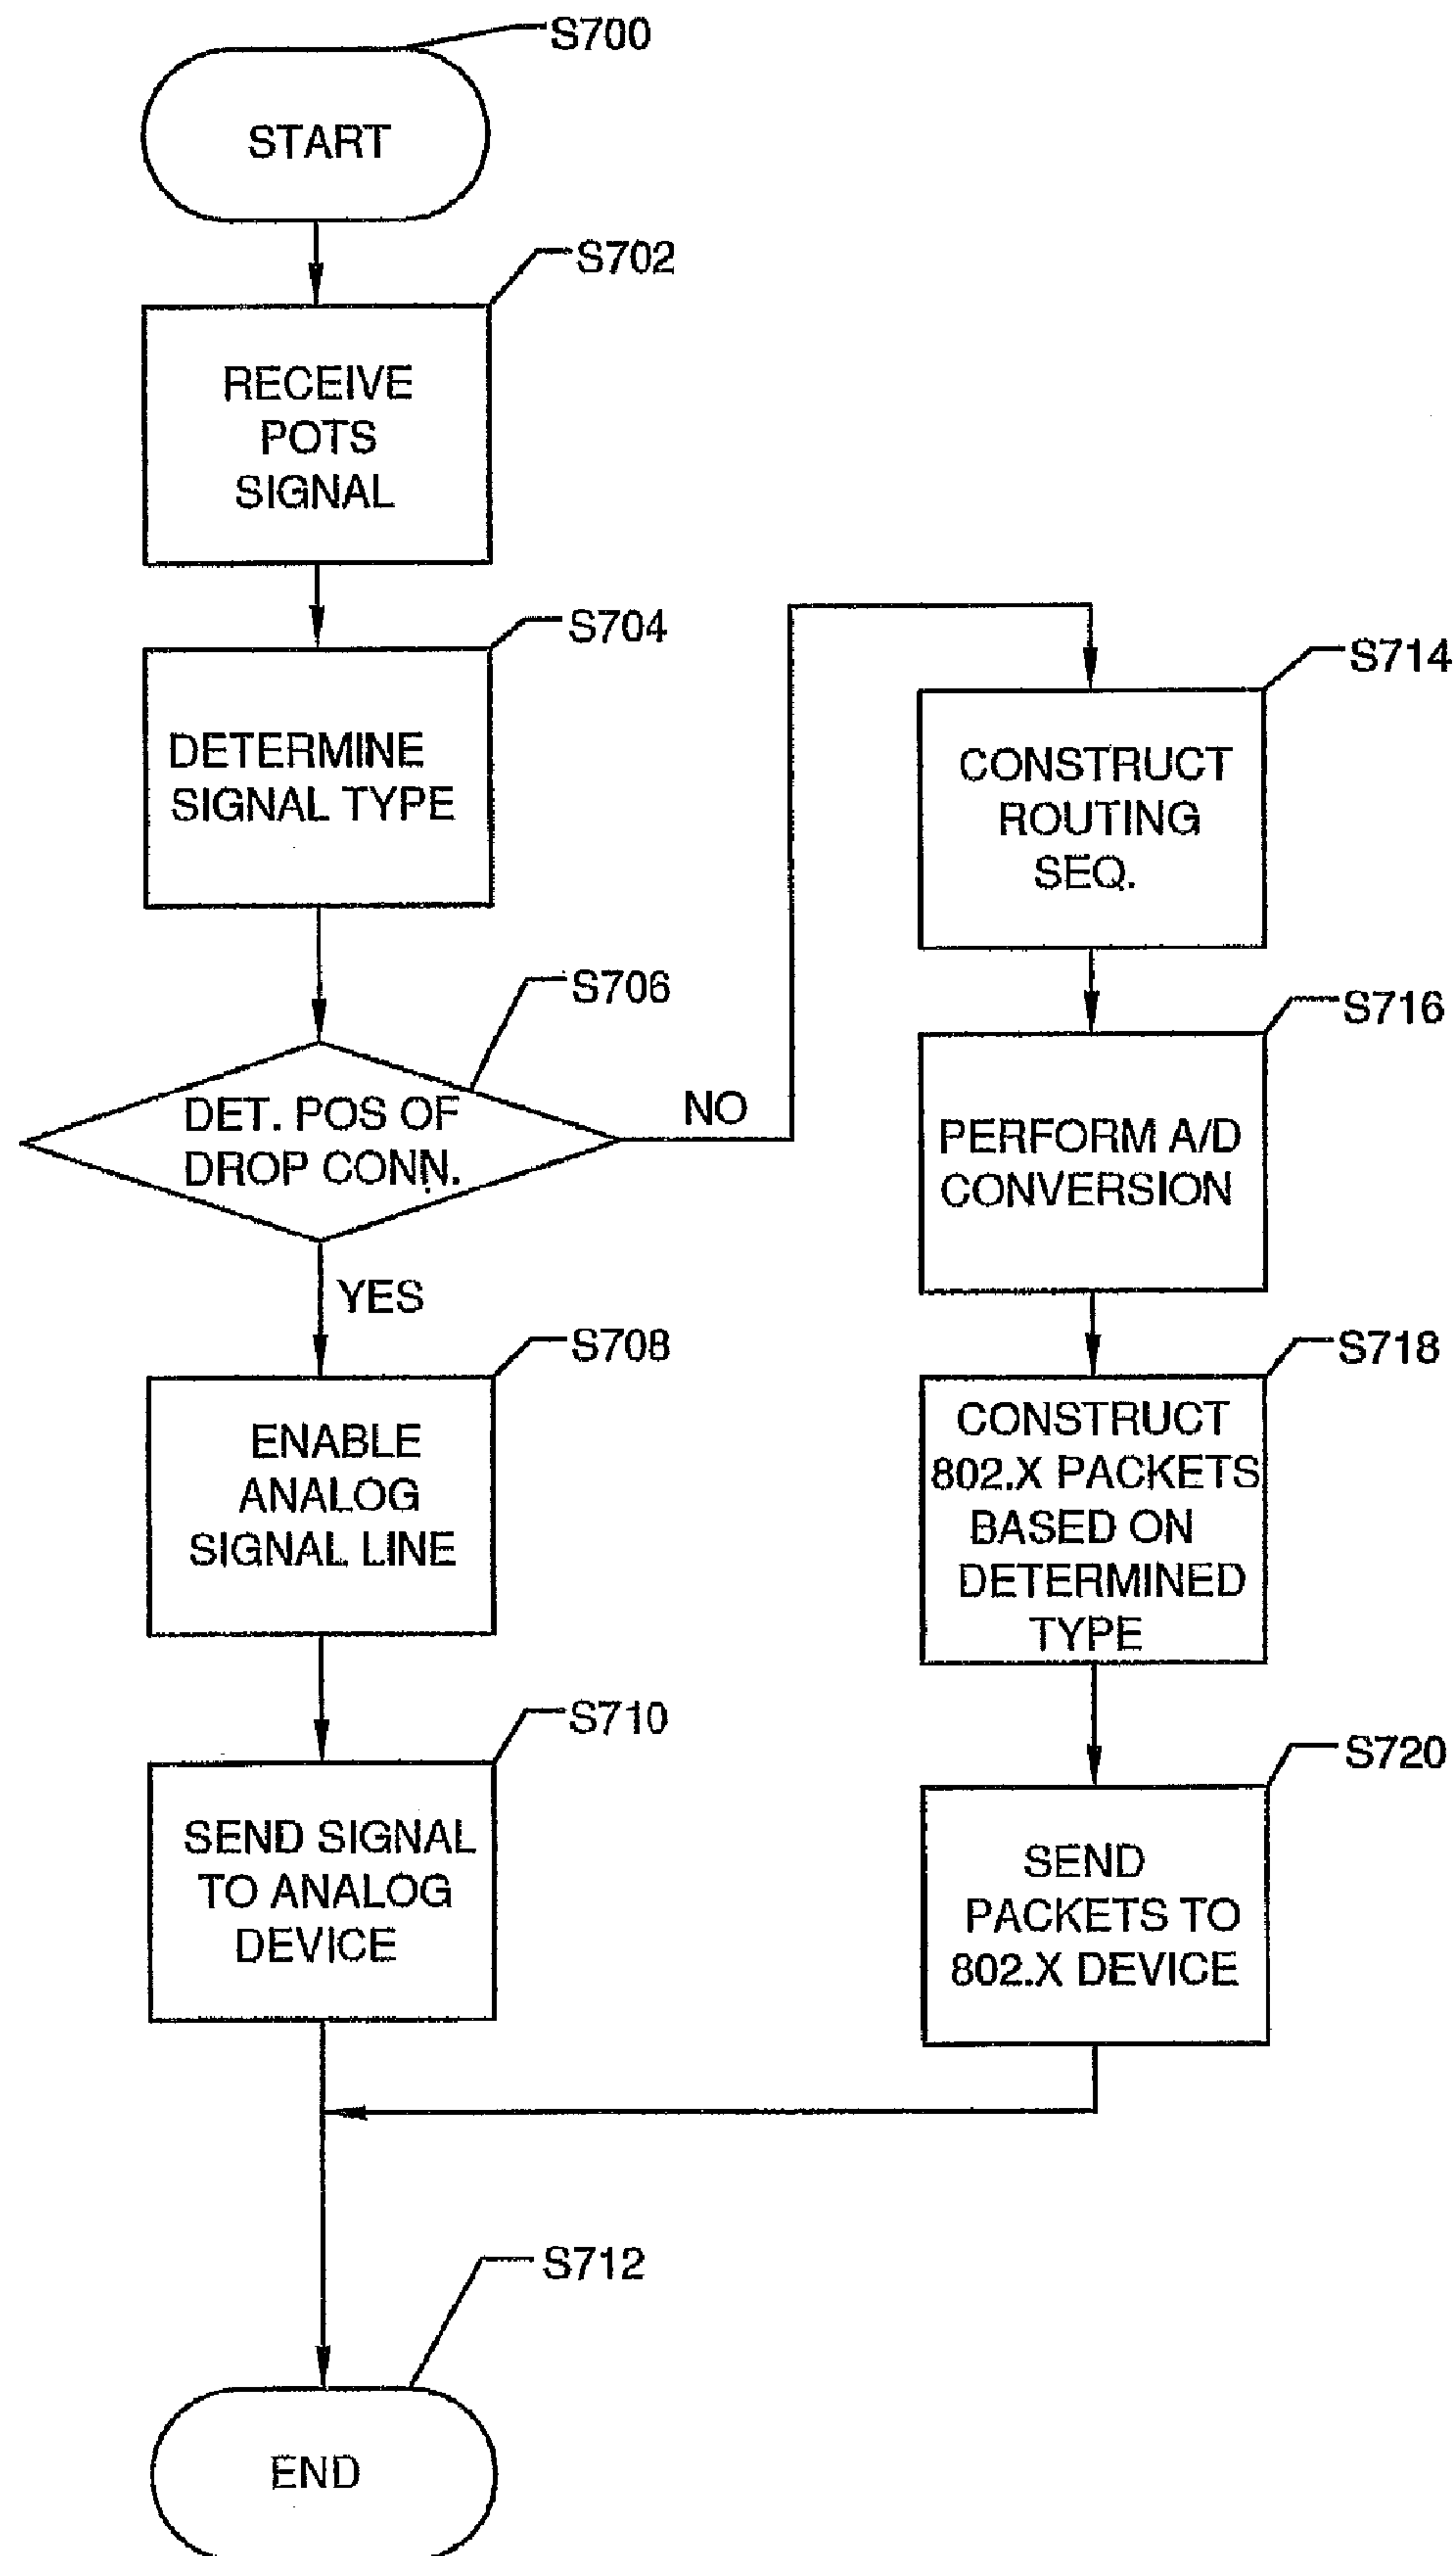 S700
START
S702
RECEIVE
POTS
SIGNAL
S704
DETERMINE
SIGNAL TYPE
S706
DET. POS OF
DROP CONN.
NO
YES
S708
ENABLE
ANALOG
SIGNAL LINE
S710
SEND SIGNAL
TO ANALOG
DEVICE
S714
CONSTRUCT
ROUTING
SEQ.
S716
PERFORM A/D
CONVERSION
S718
CONSTRUCT
802.X PACKETS
BASED ON
DETERMINED
TYPE
S720
SEND
PACKETS TO
802.X DEVICE
S712
END